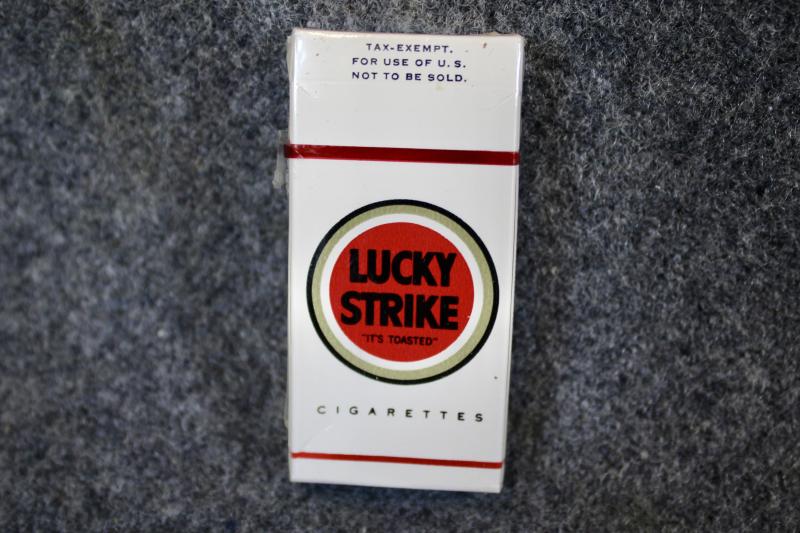 TAX-EXEMPT.
FOR USE OF U.S.
NOT TO BE SOLD.
LUCKY
STRIKE
"IT'S TOASTED"
CIGARETTES